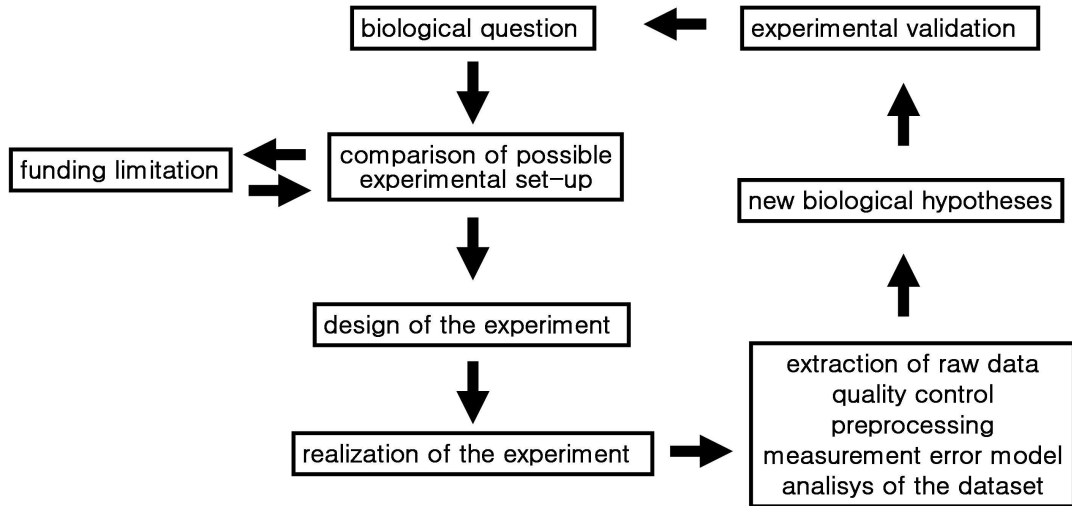 biological question
experimental validation
funding limitation
comparison of possible
experimental set-up
new biological hypotheses
design of the experiment
realization of the experiment
extraction of raw data
quality control
preprocessing
measurement error model
analisys of the dataset